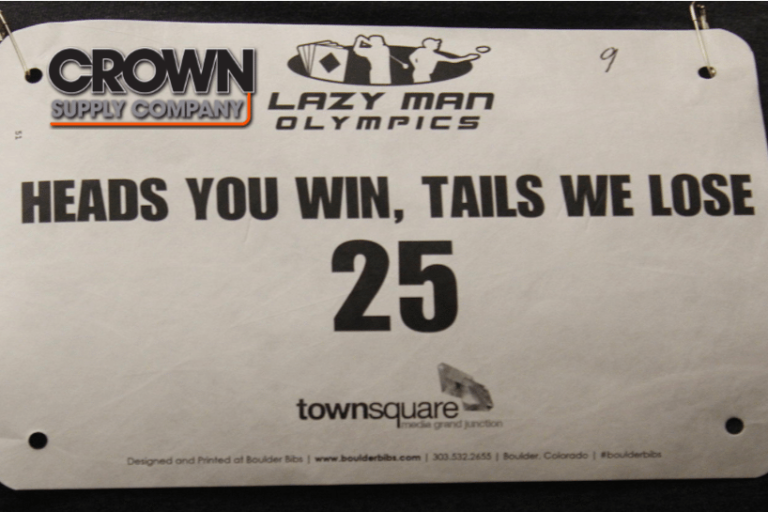 CROWN
SUPPLY COMPANY
LAZY MAN
OLYMPICS
9
51
HEADS YOU WIN, TAILS WE LOSE
25
townsquare
media grand junction
Designed and Printed at Boulder Bibs | www.boulderbibs.com | 303.532.2655 | Boulder, Colorado | #boulderbibs